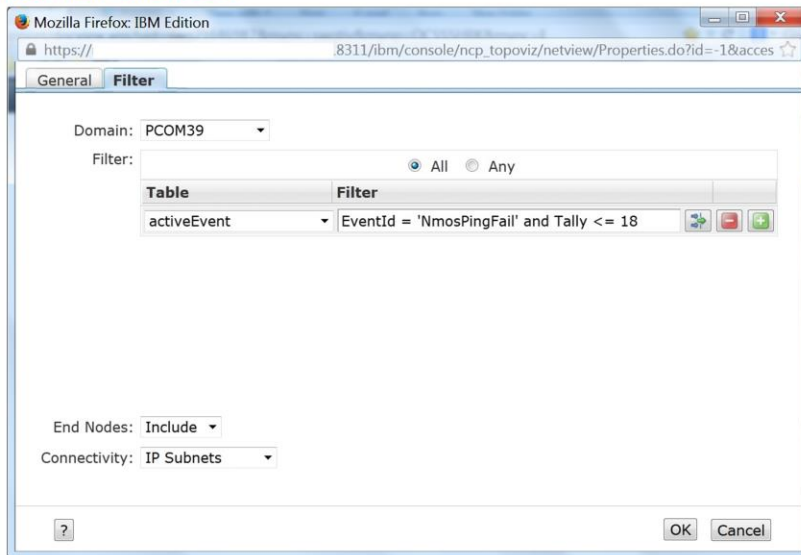 Mozilla Firefox: IBM Edition
https:// .8311/ibm/console/ncp_topoviz/netview/Properties.do?id=-1&acces
General Filter
Domain: PCOM39
Filter: All Any
Table Filter
activeEvent EventId = 'NmosPingFail' and Tally <= 18
End Nodes: Include
Connectivity: IP Subnets
? OK Cancel